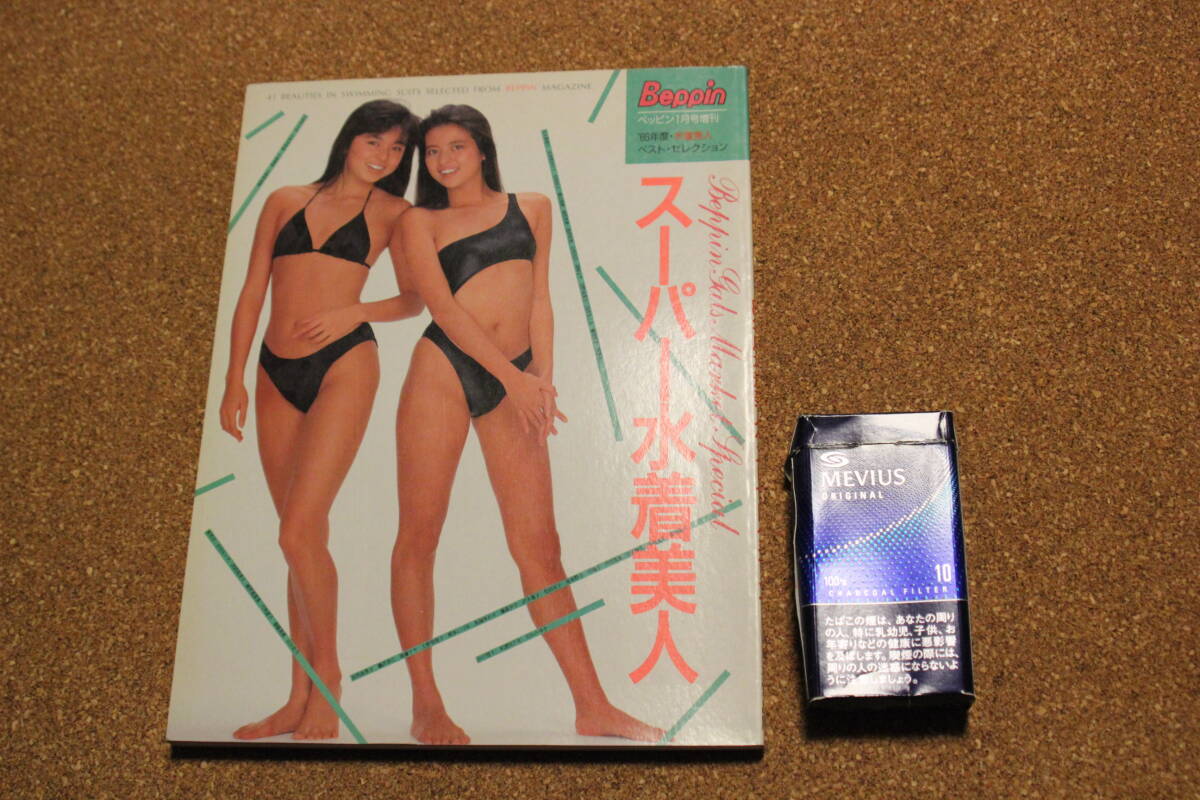 41 BEAUTIES IN SWIMMING SUITS SELECTED FROM BEPPIN MAGAZINE
Beppin
ベッピン1月号増刊
'86年度・水着美人
ベスト・セレクション
スーパー水着美人
Beppin Gals Market Special
MEVIUS
ORIGINAL
100's
10
CHARCOAL FILTER
たばこの煙は、あなたの周り
の人、特に乳幼児、子供、お
年寄りなどの健康に悪影響
を及ぼします。喫煙の際には、
周りの人の迷惑にならないよ
うに注意しましょう。